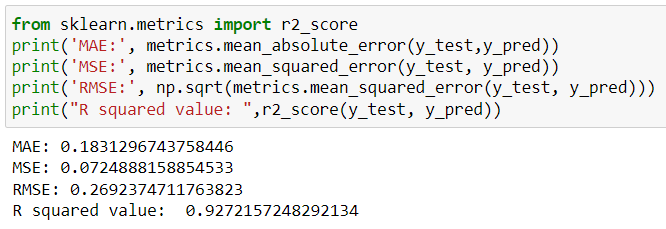 from sklearn.metrics import r2_score
print('MAE:', metrics.mean_absolute_error(y_test,y_pred))
print('MSE:', metrics.mean_squared_error(y_test, y_pred))
print('RMSE:', np.sqrt(metrics.mean_squared_error(y_test, y_pred)))
print("R squared value: ",r2_score(y_test, y_pred))
MAE: 0.1831296743758446
MSE: 0.0724888158854533
RMSE: 0.2692374711763823
R squared value:  0.9272157248292134